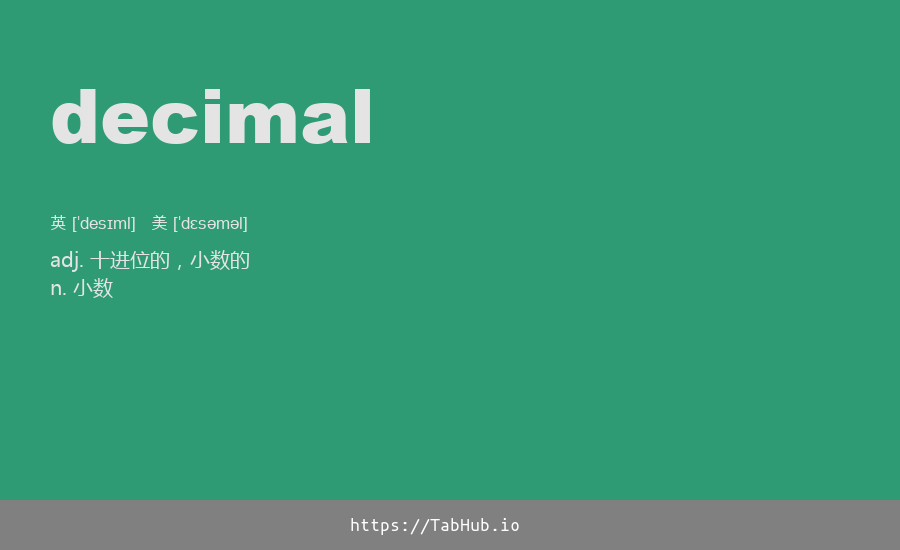 decimal
英 [ˈdesɪml] 美 [ˈdɛsəməl]
adj. 十进位的，小数的
n. 小数
https://TabHub.io